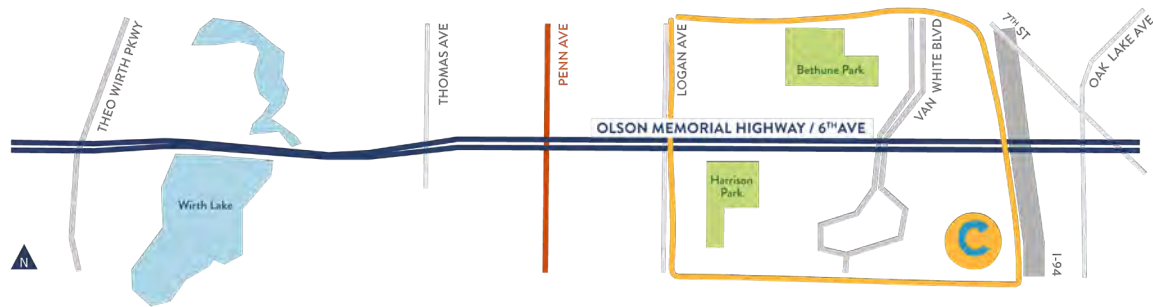 THEO WIRTH PKWY
THOMAS AVE
PENN AVE
LOGAN AVE
VAN WHITE BLVD
7TH ST
OAK LAKE AVE
Bethune Park
OLSON MEMORIAL HIGHWAY / 6TH AVE
Harrison
Park
Wirth Lake
C
I-94
N